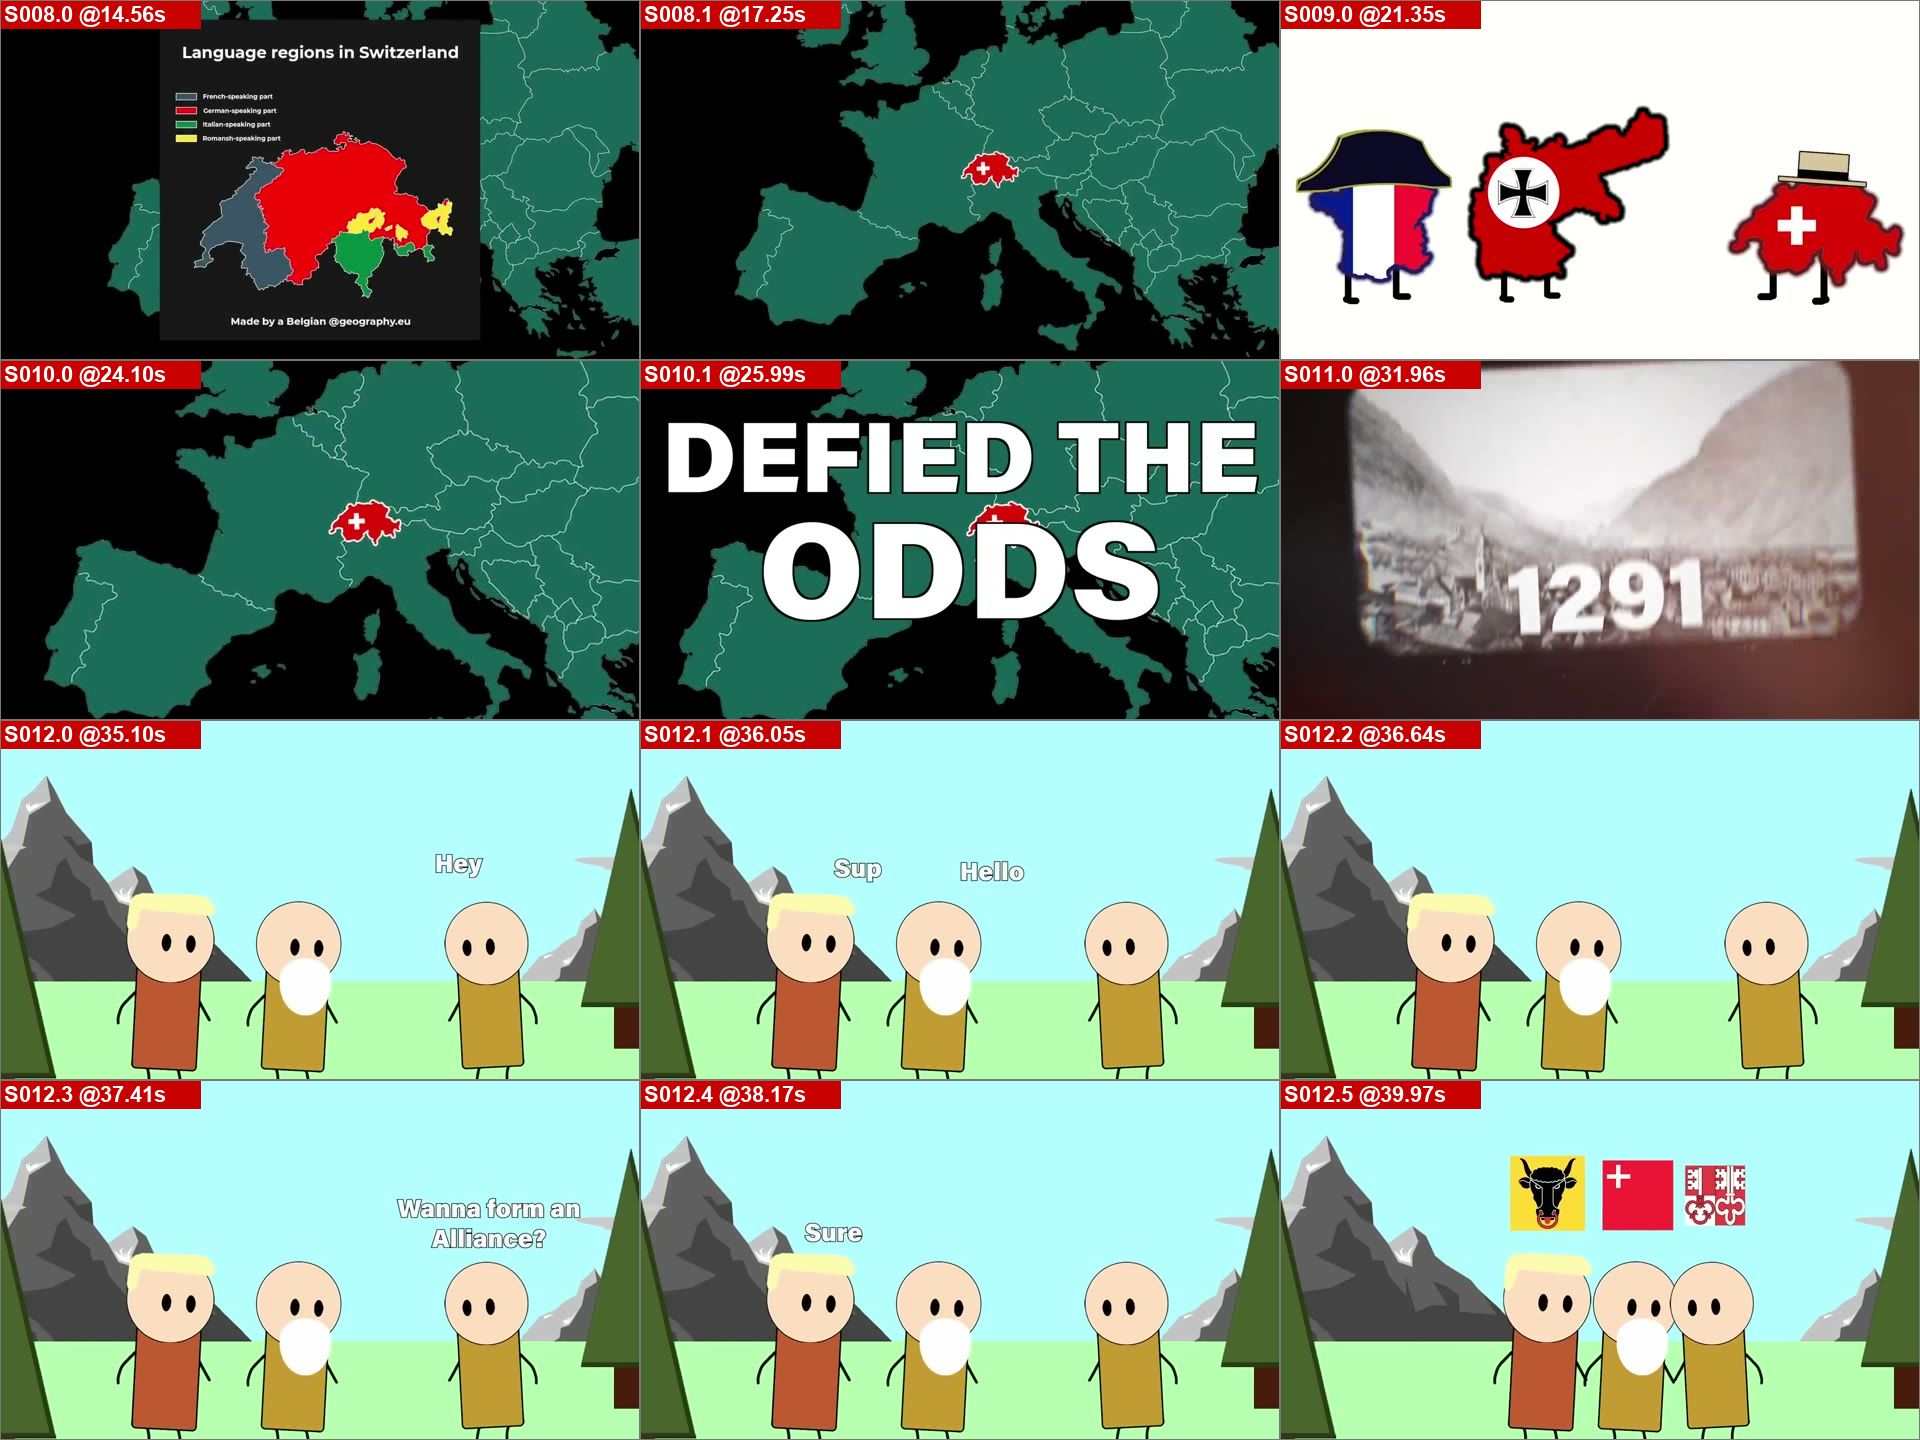 S008.0 @14.56s
Language regions in Switzerland
French-speaking part
German-speaking part
Italian-speaking part
Romansh-speaking part
Made by a Belgian @geography.eu
S008.1 @17.25s
S009.0 @21.35s
S010.0 @24.10s
S010.1 @25.99s
DEFIED THE
ODDS
S011.0 @31.96s
1291
S012.0 @35.10s
Hey
S012.1 @36.05s
Sup
Hello
S012.2 @36.64s
S012.3 @37.41s
Wanna form an
Alliance?
S012.4 @38.17s
Sure
S012.5 @39.97s